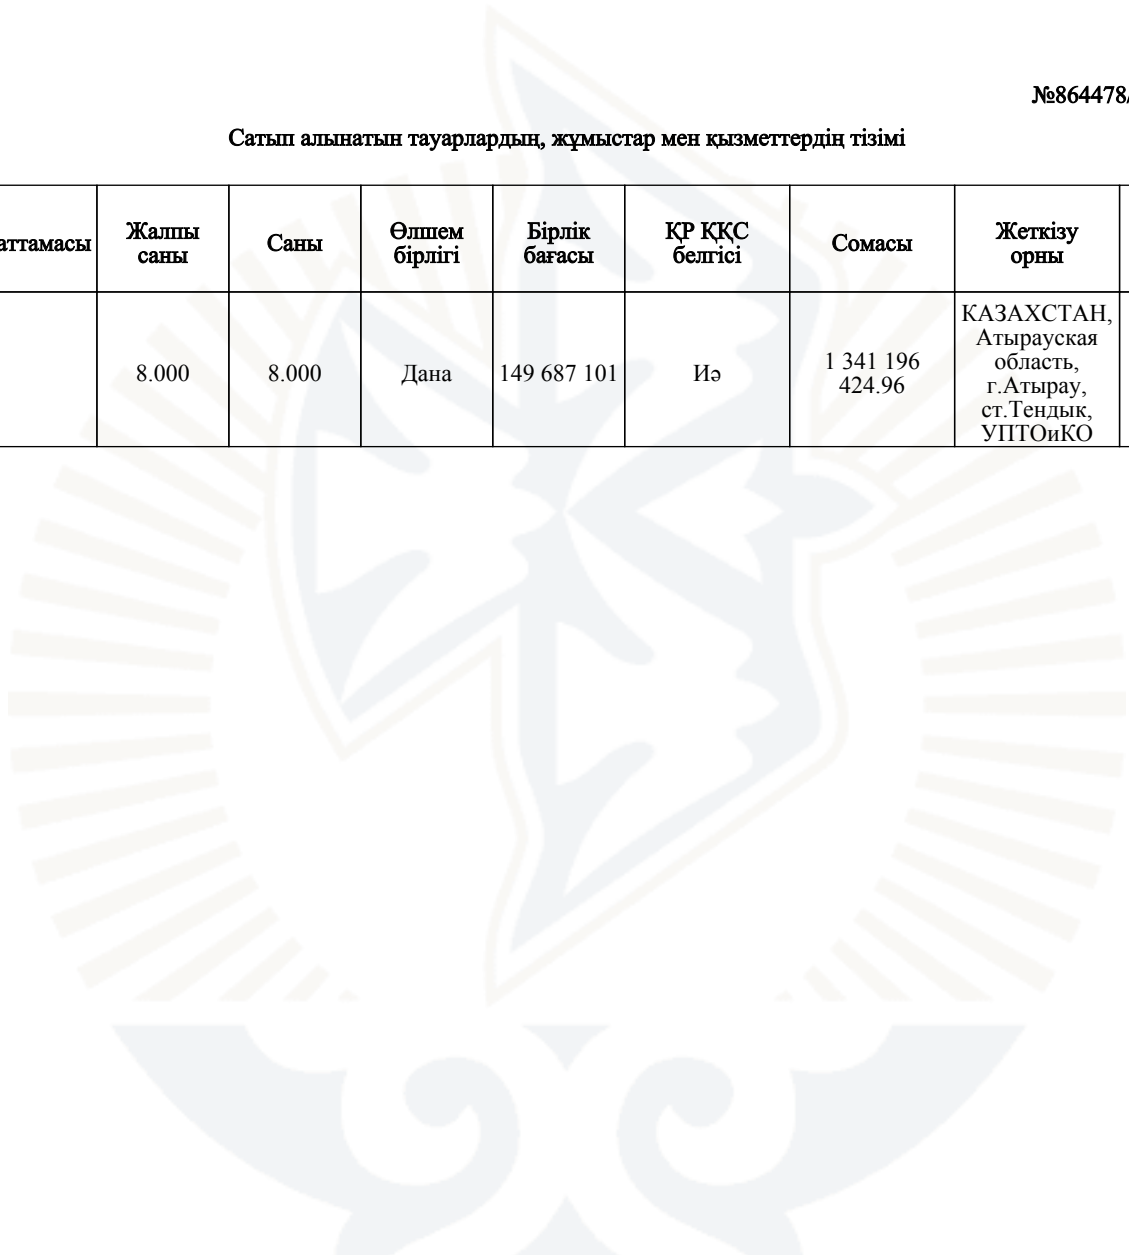 №864478/
Сатып алынатын тауарлардың, жұмыстар мен қызметтердің тізімі
аттамасы
Жалпы
саны
Саны
Өлшем
бірлігі
Бірлік
бағасы
ҚР ҚҚС
белгісі
Сомасы
Жеткізу
орны
8.000
8.000
Дана
149 687 101
Иә
1 341 196
424.96
КАЗАХСТАН,
Атырауская
область,
г.Атырау,
ст.Тендык,
УПТОиКО